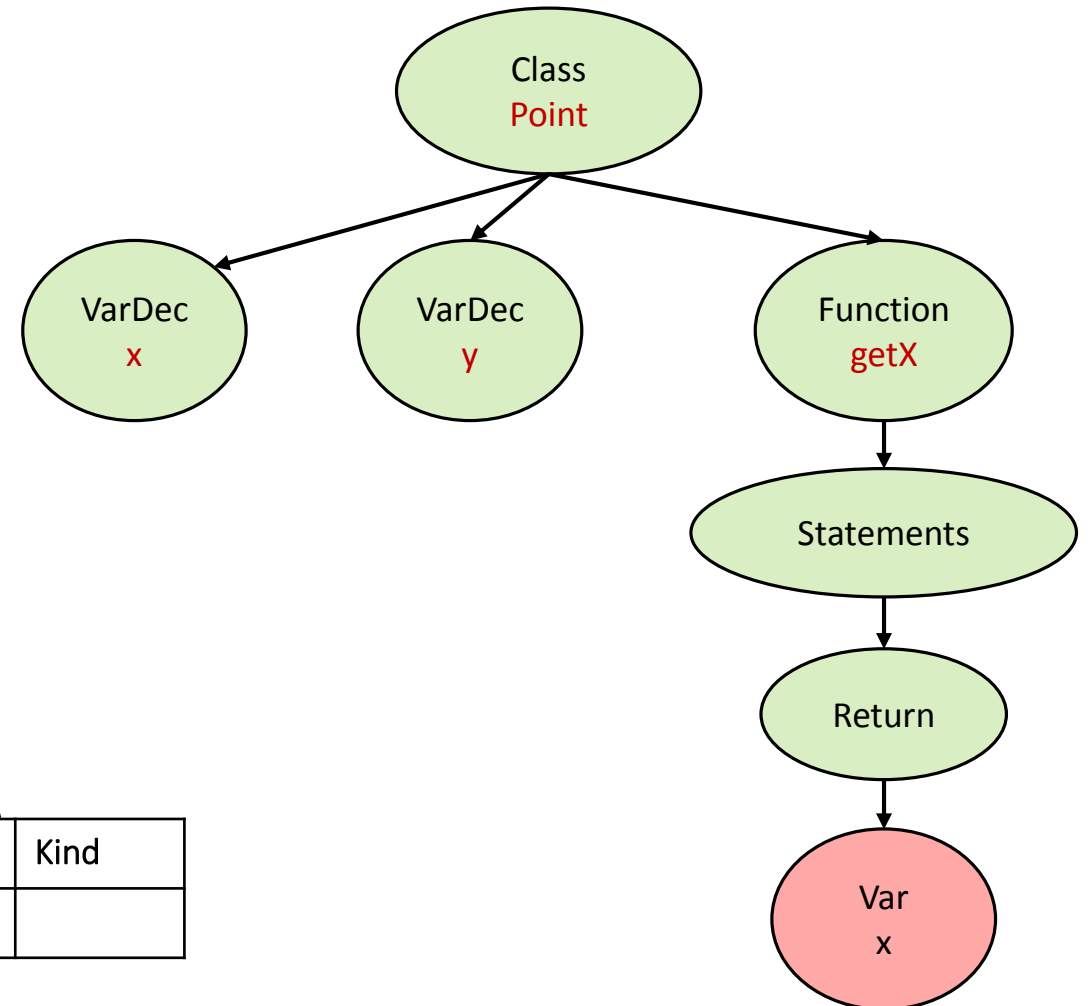 Class
Point
VarDec
x
VarDec
y
Function
getX
Statements
Return
Kind
Var
x